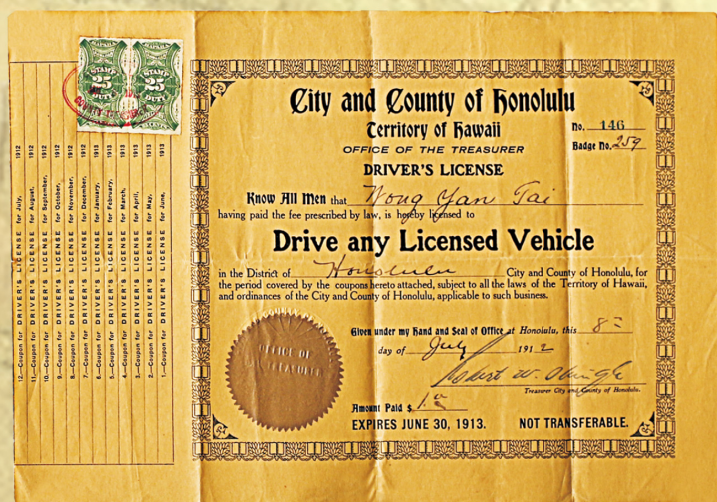 STAMP STAMP
25 25
DUTY DUTY
City and County of Honolulu
Territory of Hawaii
No. 146
OFFICE OF THE TREASURER
Badge No. 259
DRIVER'S LICENSE
Know All Men that Wong Yan Tai
having paid the fee prescribed by law, is hereby licensed to
Drive any Licensed Vehicle
in the District of Honolulu City and County of Honolulu, for
the period covered by the coupons hereto attached, subject to all the laws of the Territory of Hawaii,
and ordinances of the City and County of Honolulu, applicable to such business.
Given under my Hand and Seal of Office at Honolulu, this 8th
day of July 1912
Treasurer City and County of Honolulu.
OFFICE OF
TREASURER
Amount Paid $ 1.00
EXPIRES JUNE 30, 1913. NOT TRANSFERABLE.
12.—Coupon for DRIVER'S LICENSE for July, 1912
11.—Coupon for DRIVER'S LICENSE for August, 1912
10.—Coupon for DRIVER'S LICENSE for September, 1912
9.—Coupon for DRIVER'S LICENSE for October, 1912
8.—Coupon for DRIVER'S LICENSE for November, 1912
7.—Coupon for DRIVER'S LICENSE for December, 1912
6.—Coupon for DRIVER'S LICENSE for January, 1913
5.—Coupon for DRIVER'S LICENSE for February, 1913
4.—Coupon for DRIVER'S LICENSE for March, 1913
3.—Coupon for DRIVER'S LICENSE for April, 1913
2.—Coupon for DRIVER'S LICENSE for May, 1913
1.—Coupon for DRIVER'S LICENSE for June, 1913